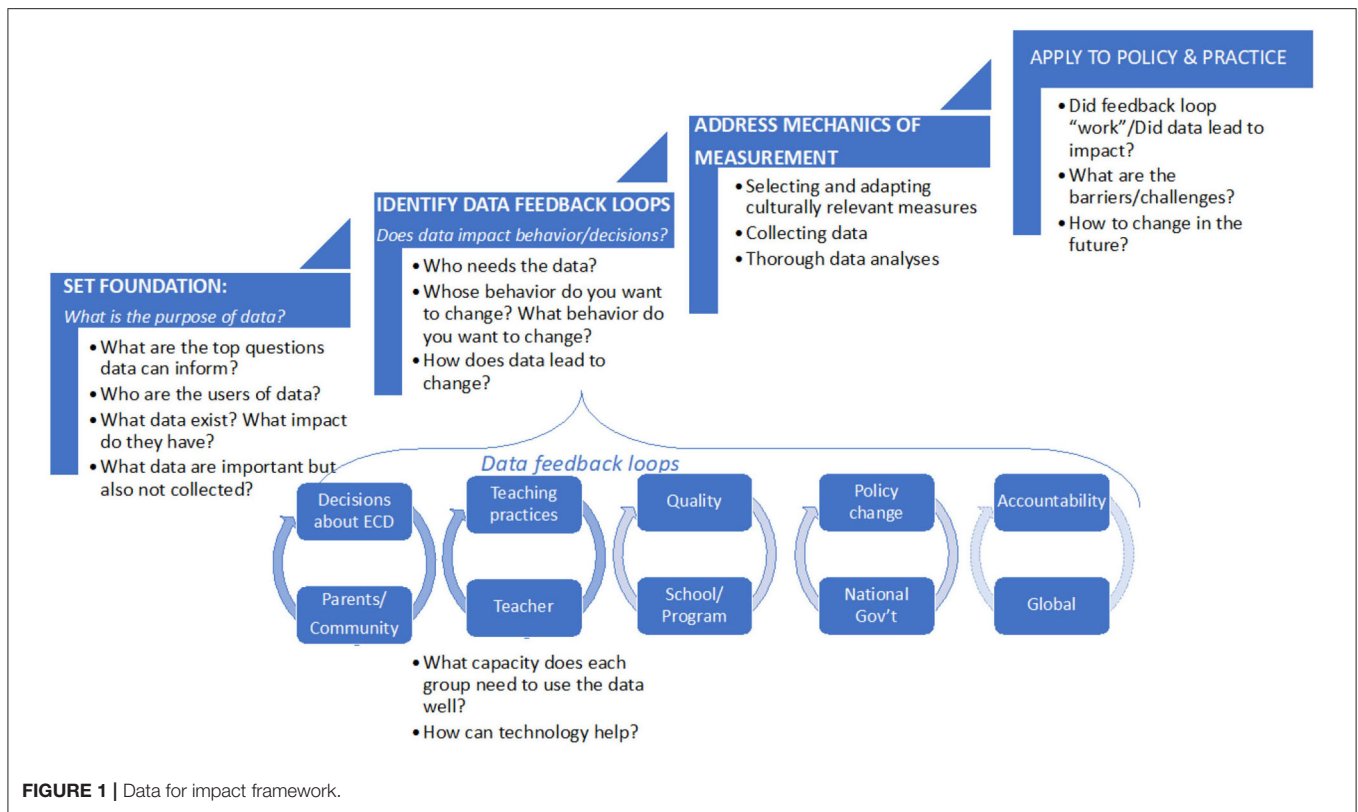 SET FOUNDATION:
What is the purpose of data?
•What are the top questions
data can inform?
•Who are the users of data?
•What data exist? What impact
do they have?
•What data are important but
also not collected?
IDENTIFY DATA FEEDBACK LOOPS
Does data impact behavior/decisions?
•Who needs the data?
•Whose behavior do you want
to change? What behavior do
you want to change?
•How does data lead to
change?
ADDRESS MECHANICS OF
MEASUREMENT
•Selecting and adapting
culturally relevant measures
•Collecting data
•Thorough data analyses
APPLY TO POLICY & PRACTICE
•Did feedback loop
"work"/Did data lead to
impact?
•What are the
barriers/challenges?
•How to change in the
future?
Data feedback loops
Decisions
about ECD
Parents/
Community
Teaching
practices
Teacher
Quality
School/
Program
Policy
change
National
Gov't
Accountability
Global
•What capacity does each
group need to use the data
well?
•How can technology help?
FIGURE 1 | Data for impact framework.